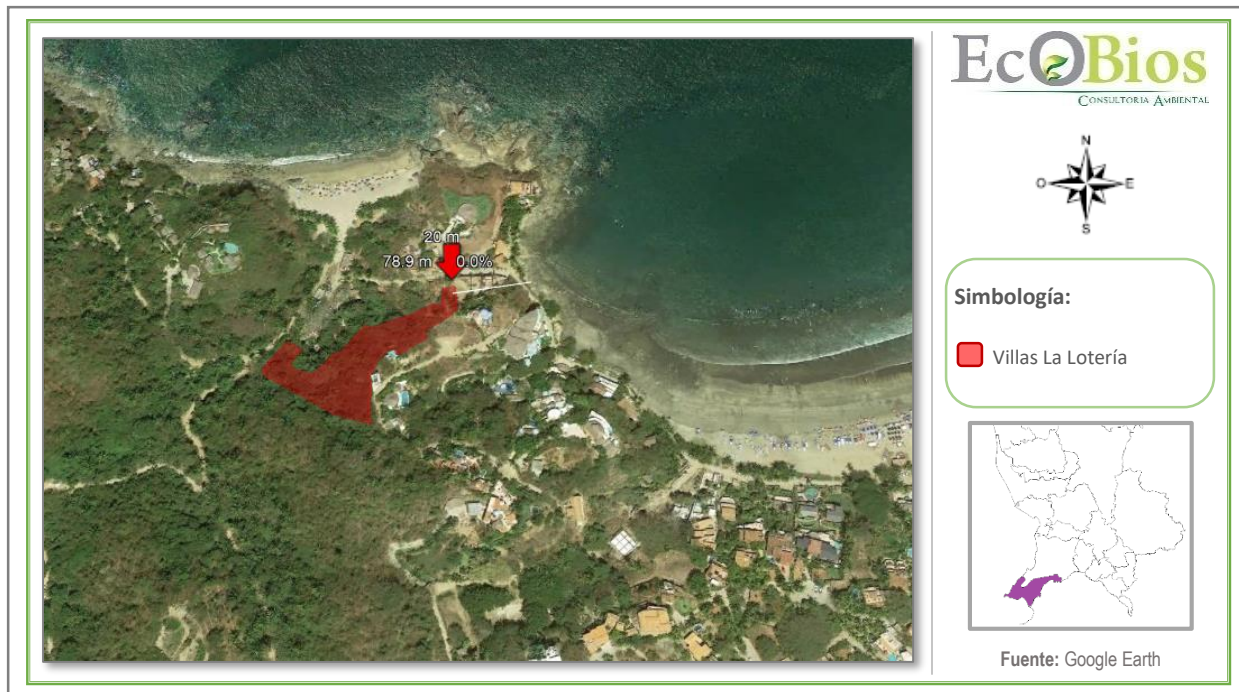 20 m
78.9 m 0.0%
EcOBios
CONSULTORIA AMBIENTAL
N
O E
S
Simbología:
Villas La Lotería
Fuente: Google Earth